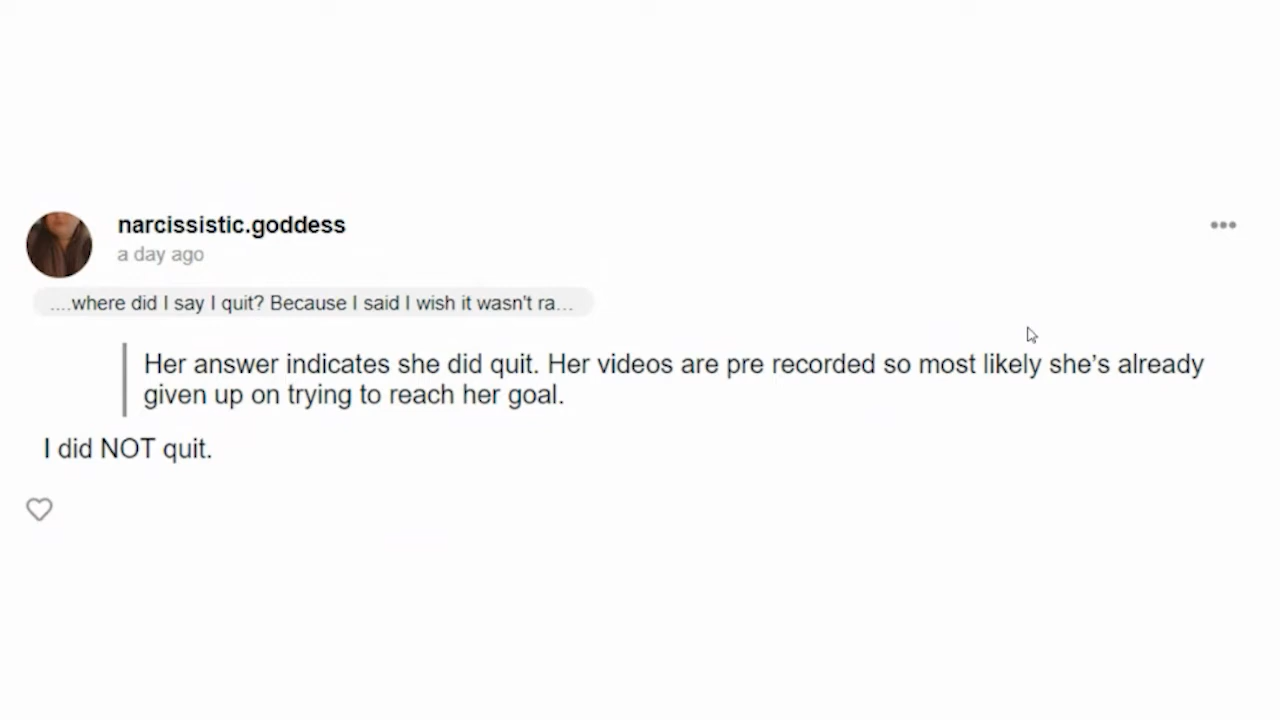 narcissistic.goddess
a day ago
....where did I say I quit? Because I said I wish it wasn't ra...
Her answer indicates she did quit. Her videos are pre recorded so most likely she's already
given up on trying to reach her goal.
I did NOT quit.